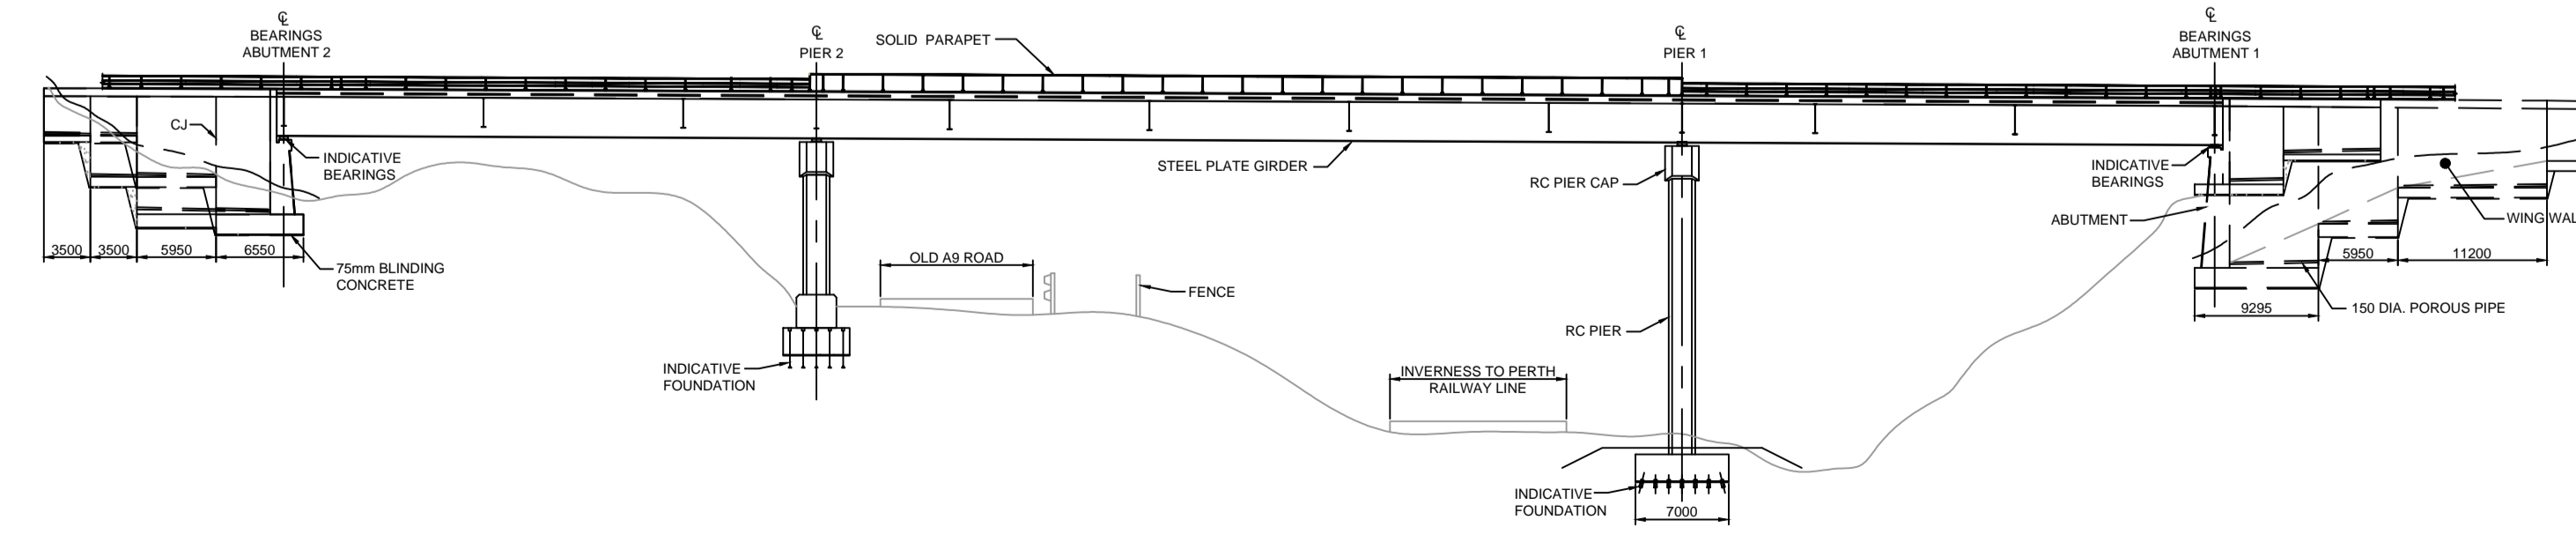 ℄
BEARINGS
ABUTMENT 2
℄
PIER 2
SOLID PARAPET
℄
PIER 1
℄
BEARINGS
ABUTMENT 1
CJ
INDICATIVE
BEARINGS
STEEL PLATE GIRDER
RC PIER CAP
INDICATIVE
BEARINGS
ABUTMENT
WING WAL
3500
3500
5950
6550
75mm BLINDING
CONCRETE
OLD A9 ROAD
FENCE
5950
11200
9295
150 DIA. POROUS PIPE
RC PIER
INDICATIVE
FOUNDATION
INVERNESS TO PERTH
RAILWAY LINE
INDICATIVE
FOUNDATION
7000